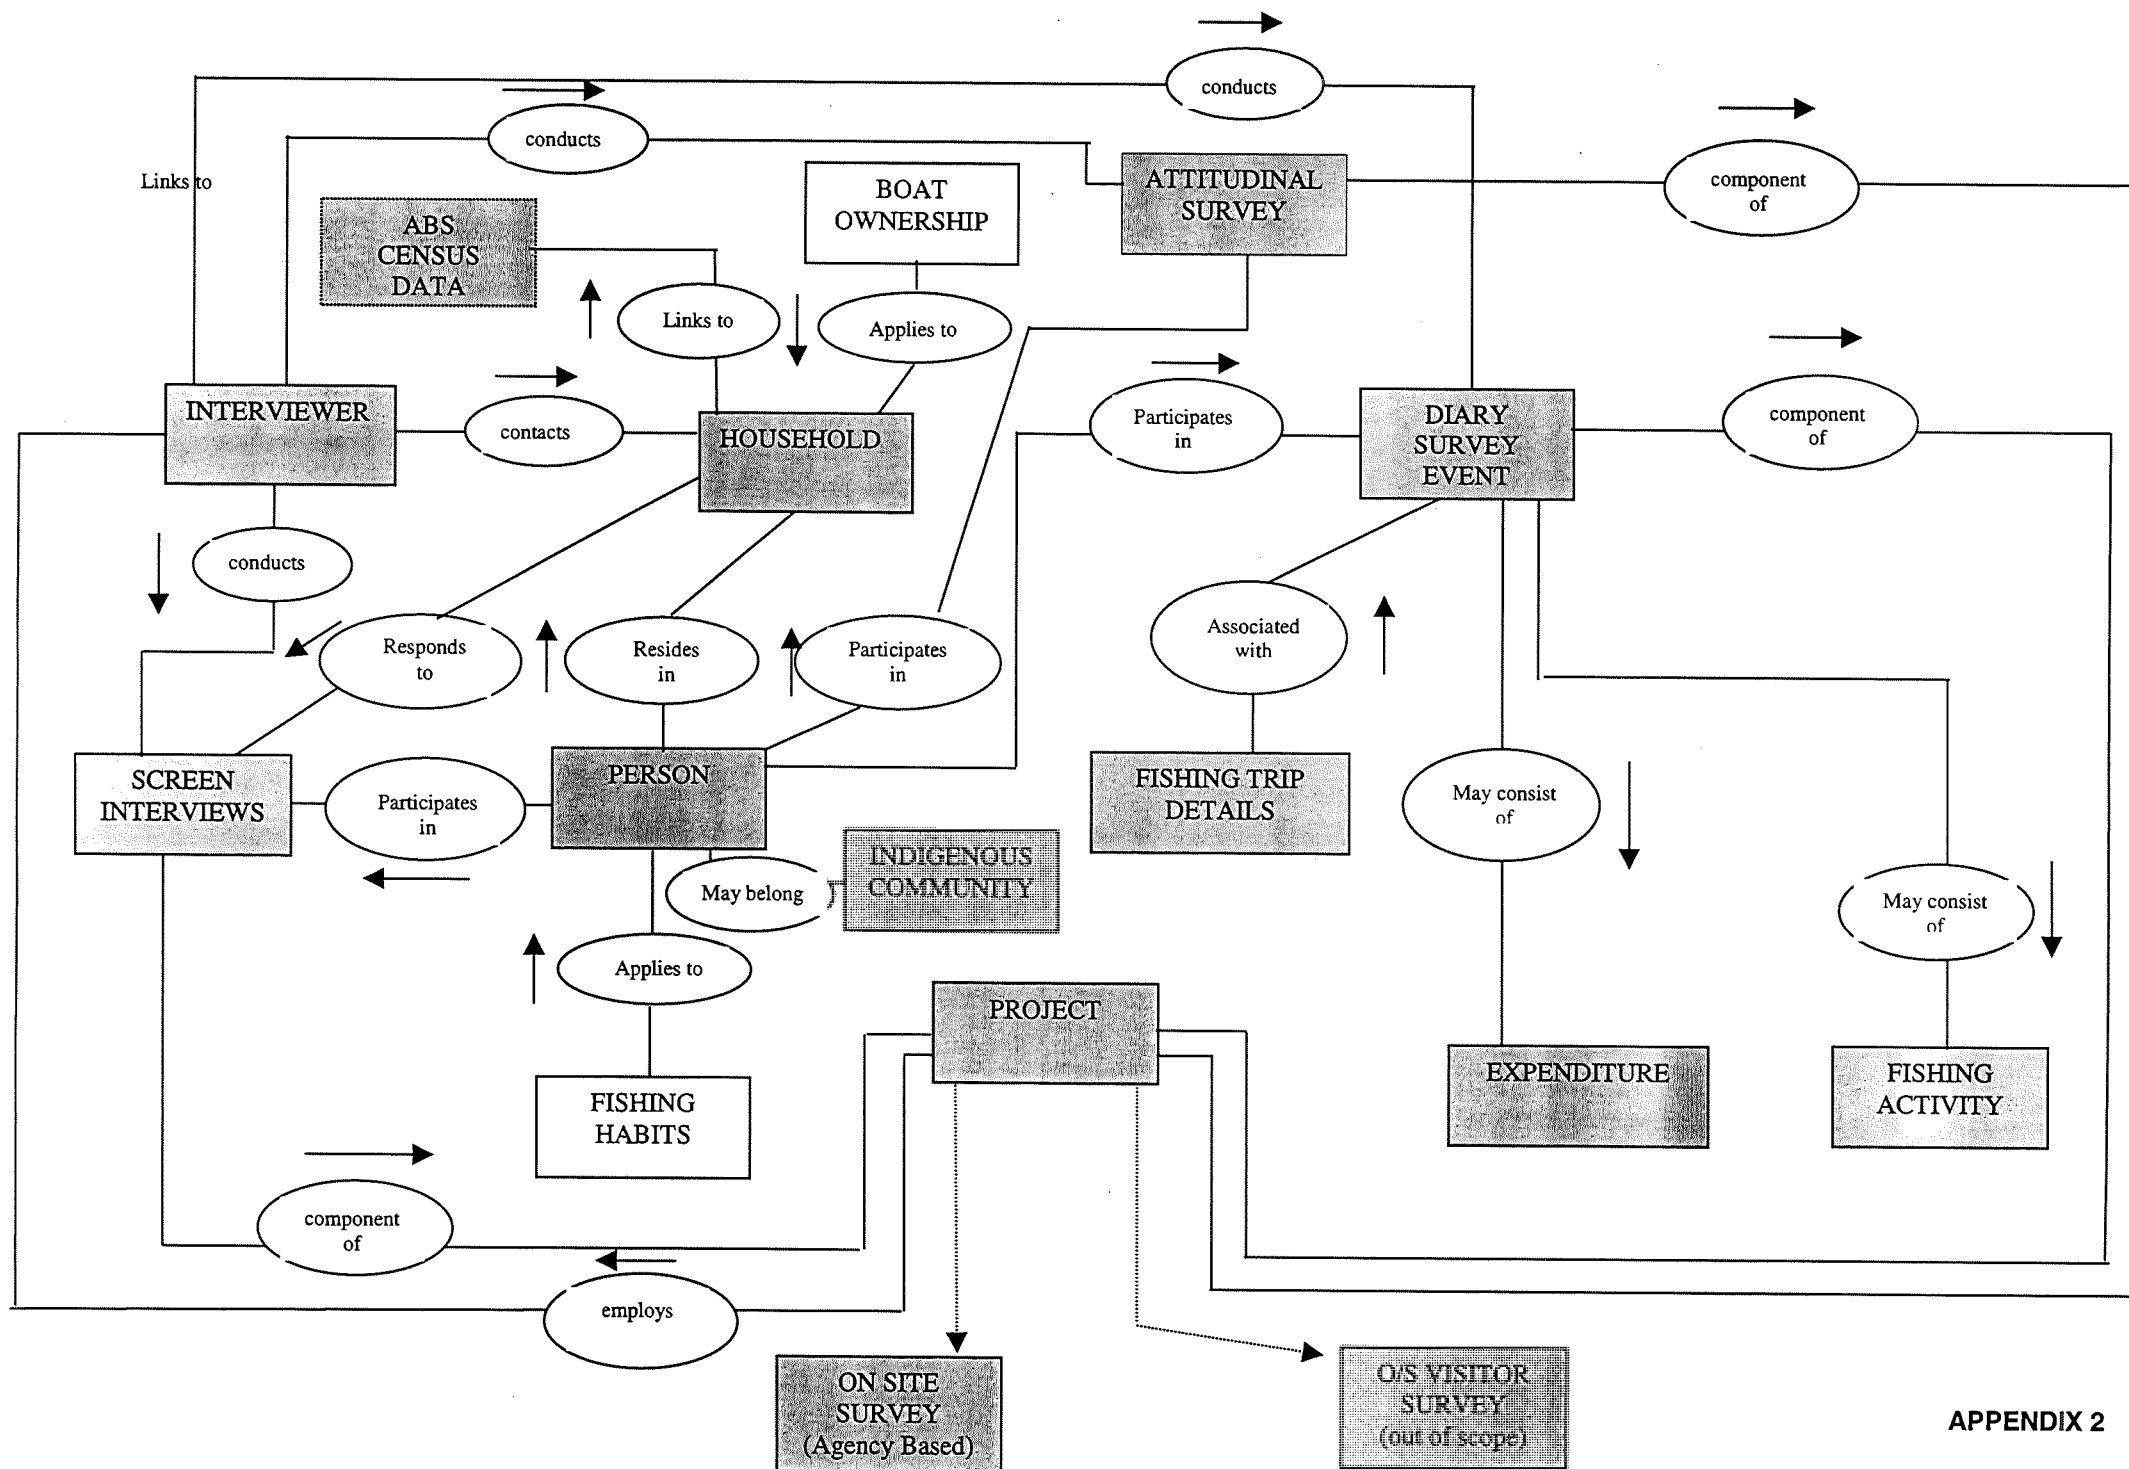 conducts
conducts
Links to
BOAT
OWNERSHIP
ATTITUDINAL
SURVEY
component
of
ABS
CENSUS
DATA
Links to
Applies to
INTERVIEWER
contacts
HOUSEHOLD
Participates
in
DIARY
SURVEY
EVENT
component
of
conducts
Responds
to
Resides
in
Participates
in
Associated
with
SCREEN
INTERVIEWS
Participates
in
PERSON
FISHING TRIP
DETAILS
May consist
of
INDIGENOUS
COMMUNITY
May belong
May consist
of
Applies to
PROJECT
FISHING
HABITS
EXPENDITURE
FISHING
ACTIVITY
component
of
employs
ON SITE
SURVEY
(Agency Based)
O/S VISITOR
SURVEY
(out of scope)
APPENDIX 2